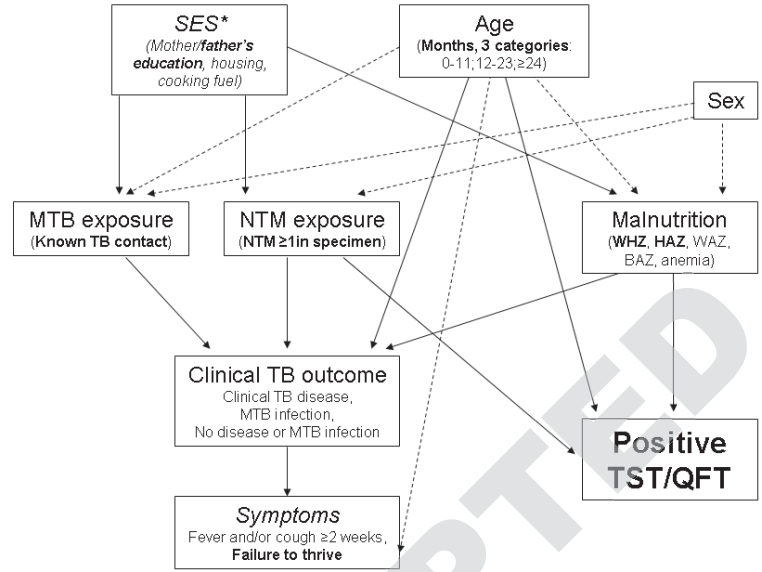 SES*
(Mother/father's
education, housing,
cooking fuel)
Age
(Months, 3 categories:
0-11;12-23;≥24)
Sex
MTB exposure
(Known TB contact)
NTM exposure
(NTM ≥1in specimen)
Malnutrition
(WHZ, HAZ, WAZ,
BAZ, anemia)
Clinical TB outcome
Clinical TB disease,
MTB infection,
No disease or MTB infection
Positive
TST/QFT
Symptoms
Fever and/or cough ≥2 weeks,
Failure to thrive
PTED